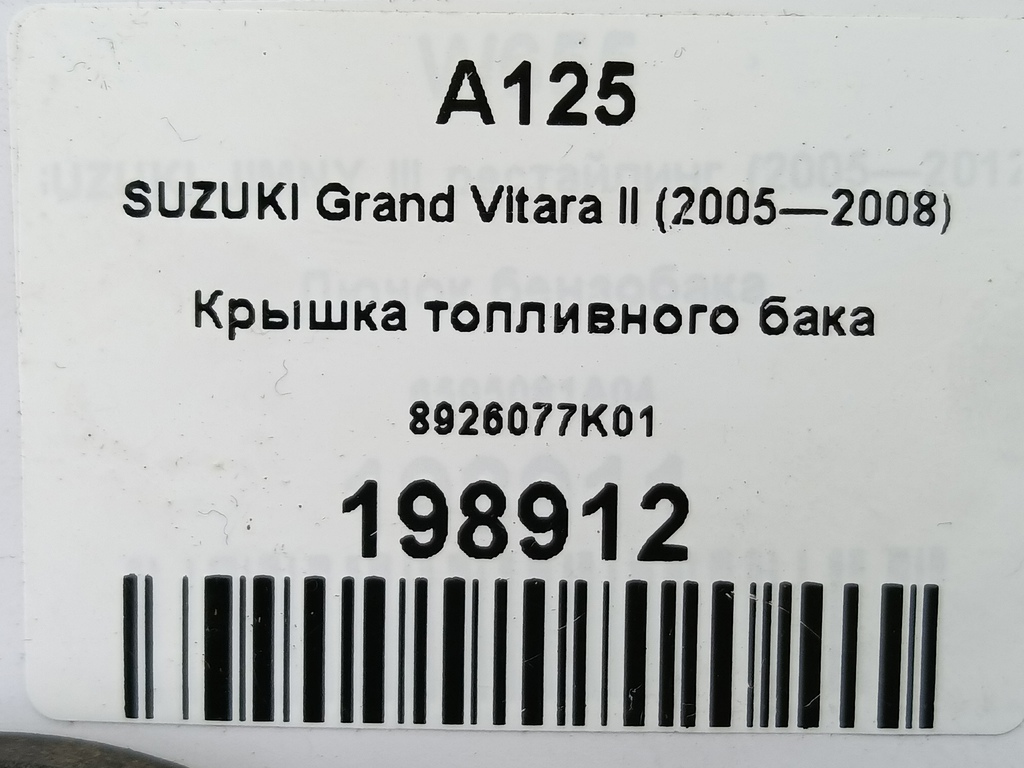 A125
SUZUKI Grand Vitara II (2005—2008)
Крышка топливного бака
8926077K01
198912